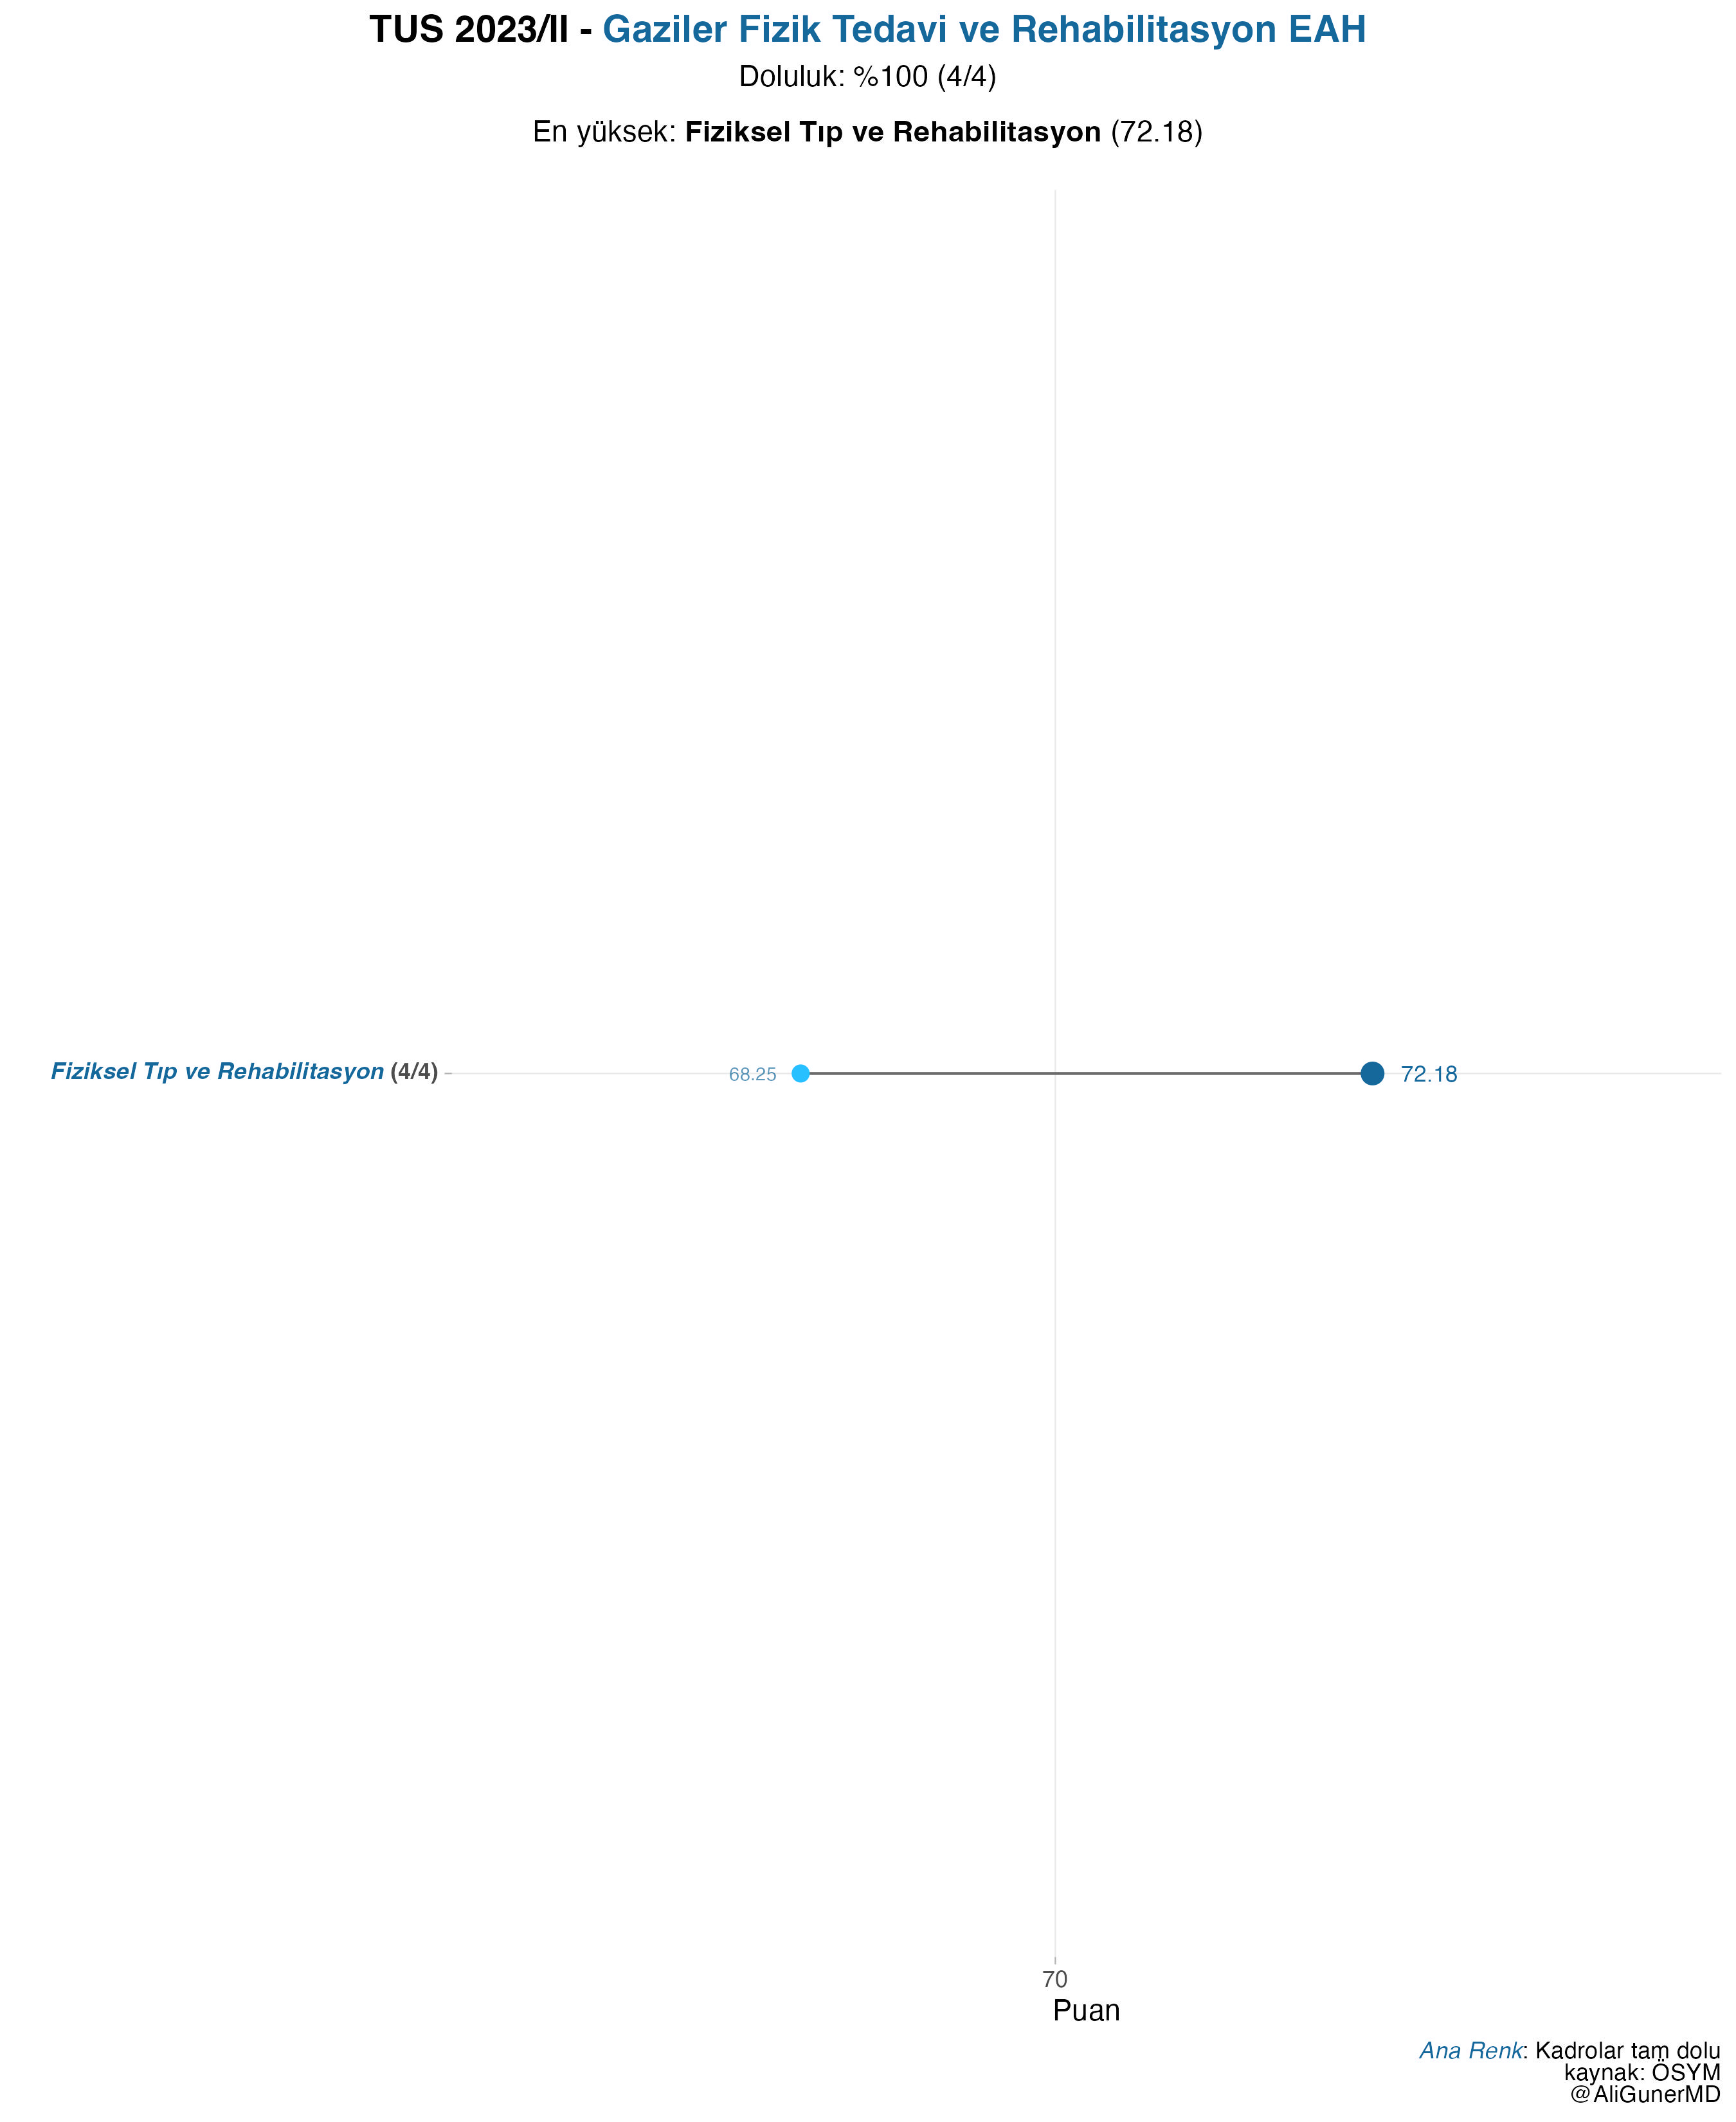 TUS 2023/II - Gaziler Fizik Tedavi ve Rehabilitasyon EAH
Doluluk: %100 (4/4)
En yüksek: Fiziksel Tıp ve Rehabilitasyon (72.18)
Fiziksel Tıp ve Rehabilitasyon (4/4) 68.25 72.18
70
Puan
Ana Renk: Kadrolar tam dolu
kaynak: ÖSYM
@AliGunerMD